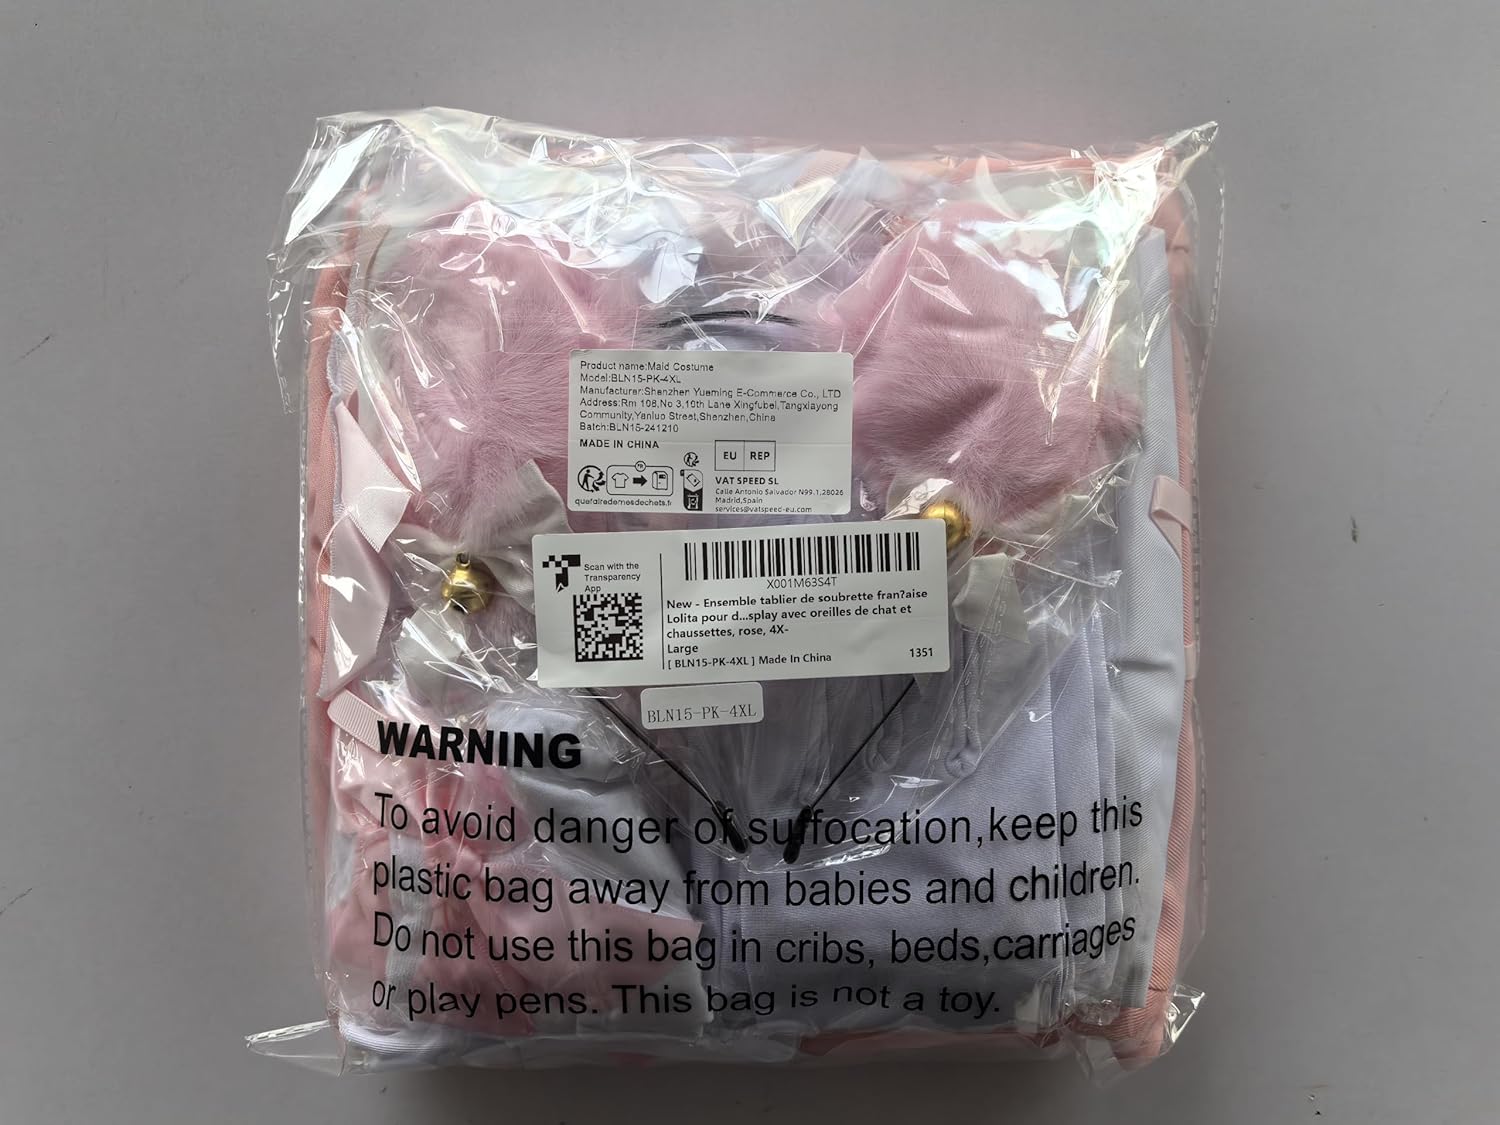 Product name:Maid Costume
Model:BLN15-PK-4XL
Manufacturer:Shenzhen Yueming E-Commerce Co., LTD
Address:Rm 108,No 3,10th Lane Xingfubei,Tangxiayong
Community,Yanluo Street,Shenzhen,China
Batch:BLN15-241210
MADE IN CHINA
FR
quefairedemesdechets.fr
EU REP
VAT SPEED SL
Calle Antonio Salvador N99.1,28026
Madrid,Spain
services@vatspeed-eu.com
Scan with the
Transparency
App
X001M63S4T
New - Ensemble tablier de soubrette fran?aise
Lolita pour d...splay avec oreilles de chat et
chaussettes, rose, 4X-
Large
[ BLN15-PK-4XL ] Made In China
1351
BLN15-PK-4XL
WARNING
To avoid danger of suffocation,keep this
plastic bag away from babies and children.
Do not use this bag in cribs, beds,carriages
or play pens. This bag is not a toy.